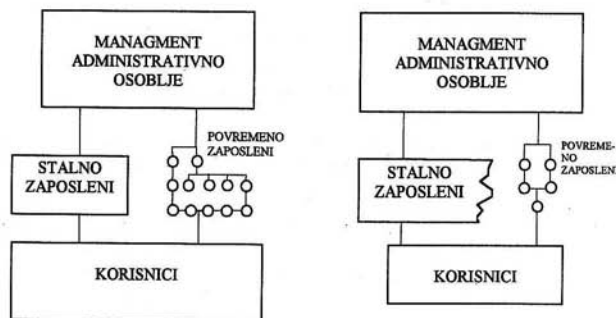 MANAGMENT
ADMINISTRATIVNO
OSOBLJE
POVREMENO
ZAPOSLENI
STALNO
ZAPOSLENI
KORISNICI
MANAGMENT
ADMINISTRATIVNO
OSOBLJE
POVREME-
NO
ZAPOSLENI
STALNO
ZAPOSLENI
KORISNICI